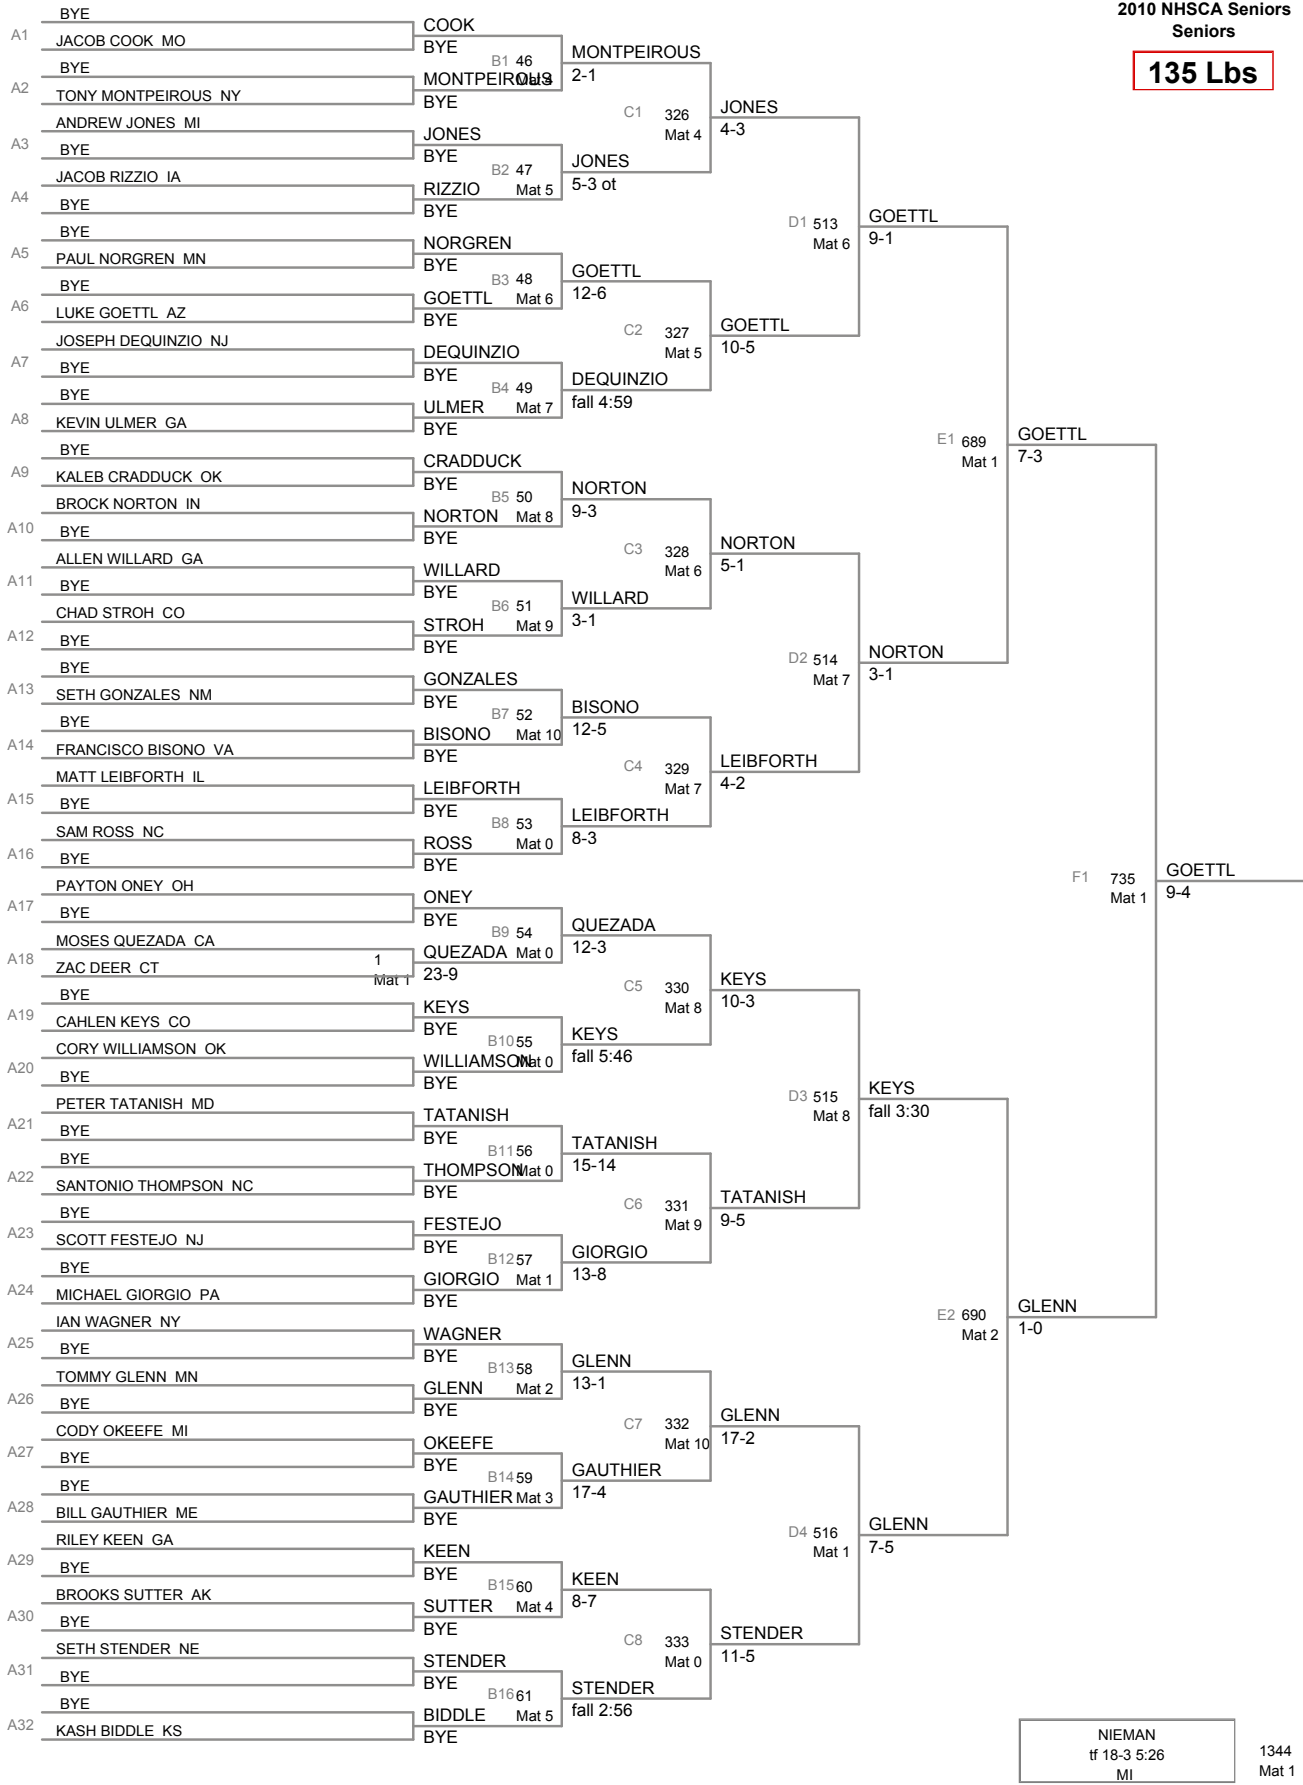 2010 NHSCA Seniors
Seniors
135 Lbs
A1
BYE
JACOB COOK MO
A2
BYE
TONY MONTPEIROUS NY
A3
ANDREW JONES MI
BYE
A4
JACOB RIZZIO IA
BYE
A5
BYE
PAUL NORGREN MN
A6
BYE
LUKE GOETTL AZ
A7
JOSEPH DEQUINZIO NJ
BYE
A8
BYE
KEVIN ULMER GA
A9
BYE
KALEB CRADDUCK OK
A10
BROCK NORTON IN
BYE
A11
ALLEN WILLARD GA
BYE
A12
CHAD STROH CO
BYE
A13
BYE
SETH GONZALES NM
A14
BYE
FRANCISCO BISONO VA
A15
MATT LEIBFORTH IL
BYE
A16
SAM ROSS NC
BYE
A17
PAYTON ONEY OH
BYE
A18
MOSES QUEZADA CA
ZAC DEER CT
1
Mat 1
A19
BYE
CAHLEN KEYS CO
A20
CORY WILLIAMSON OK
BYE
A21
PETER TATANISH MD
BYE
A22
BYE
SANTONIO THOMPSON NC
A23
BYE
SCOTT FESTEJO NJ
A24
BYE
MICHAEL GIORGIO PA
A25
IAN WAGNER NY
BYE
A26
TOMMY GLENN MN
BYE
A27
CODY OKEEFE MI
BYE
A28
BYE
BILL GAUTHIER ME
A29
RILEY KEEN GA
BYE
A30
BROOKS SUTTER AK
BYE
A31
SETH STENDER NE
BYE
A32
BYE
KASH BIDDLE KS
COOK
BYE
B1 46
Mat 4
MONTPEIROUS
BYE
JONES
BYE
B2 47
Mat 5
RIZZIO
BYE
NORGREN
BYE
B3 48
Mat 6
GOETTL
BYE
DEQUINZIO
BYE
B4 49
Mat 7
ULMER
BYE
CRADDUCK
BYE
B5 50
Mat 8
NORTON
BYE
WILLARD
BYE
B6 51
Mat 9
STROH
BYE
GONZALES
BYE
B7 52
Mat 10
BISONO
BYE
LEIBFORTH
BYE
B8 53
Mat 0
ROSS
BYE
ONEY
BYE
B9 54
Mat 0
QUEZADA
23-9
KEYS
BYE
B10 55
Mat 0
WILLIAMSON
BYE
TATANISH
BYE
B11 56
Mat 0
THOMPSON
BYE
FESTEJO
BYE
B12 57
Mat 1
GIORGIO
BYE
WAGNER
BYE
B13 58
Mat 2
GLENN
BYE
OKEEFE
BYE
B14 59
Mat 3
GAUTHIER
BYE
KEEN
BYE
B15 60
Mat 4
SUTTER
BYE
STENDER
BYE
B16 61
Mat 5
BIDDLE
BYE
MONTPEIROUS
2-1
C1 326
Mat 4
JONES
5-3 ot
GOETTL
12-6
C2 327
Mat 5
DEQUINZIO
fall 4:59
NORTON
9-3
C3 328
Mat 6
WILLARD
3-1
BISONO
12-5
C4 329
Mat 7
LEIBFORTH
8-3
QUEZADA
12-3
C5 330
Mat 8
KEYS
fall 5:46
TATANISH
15-14
C6 331
Mat 9
GIORGIO
13-8
GLENN
13-1
C7 332
Mat 10
GAUTHIER
17-4
KEEN
8-7
C8 333
Mat 0
STENDER
fall 2:56
JONES
4-3
D1 513
Mat 6
GOETTL
10-5
NORTON
5-1
D2 514
Mat 7
LEIBFORTH
4-2
KEYS
10-3
D3 515
Mat 8
TATANISH
9-5
GLENN
17-2
D4 516
Mat 1
STENDER
11-5
GOETTL
9-1
E1 689
Mat 1
NORTON
3-1
KEYS
fall 3:30
E2 690
Mat 2
GLENN
7-5
GOETTL
7-3
F1 735
Mat 1
GLENN
1-0
GOETTL
9-4
NIEMAN
tf 18-3 5:26
MI
1344
Mat 1